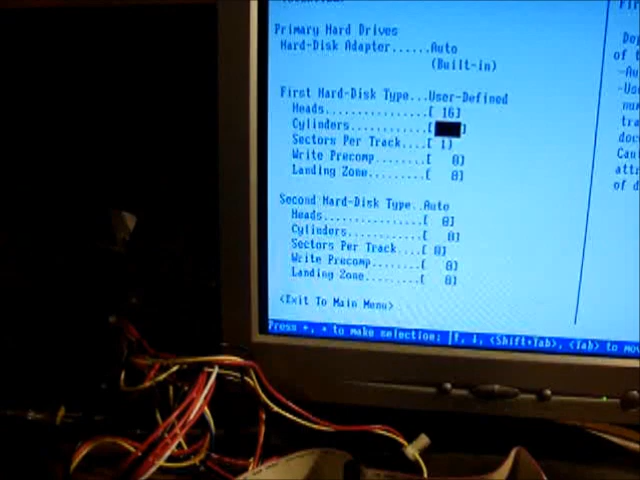 Primary Hard Drives
Hard-Disk Adapter......Auto
(Built-in)
First Hard-Disk Type...User-Defined
Heads................[ 16]
Cylinders............[    ]
Sectors Per Track....[ 1]
Write Precomp........[    0]
Landing Zone.........[    0]
Second Hard-Disk Type..Auto
Heads................[  0]
Cylinders............[    0]
Sectors Per Track....[ 0]
Write Precomp........[    0]
Landing Zone.........[    0]
<Exit To Main Menu>
Press to make selection; <Shift+Tab>, <Tab> to
of t
-Us
of d